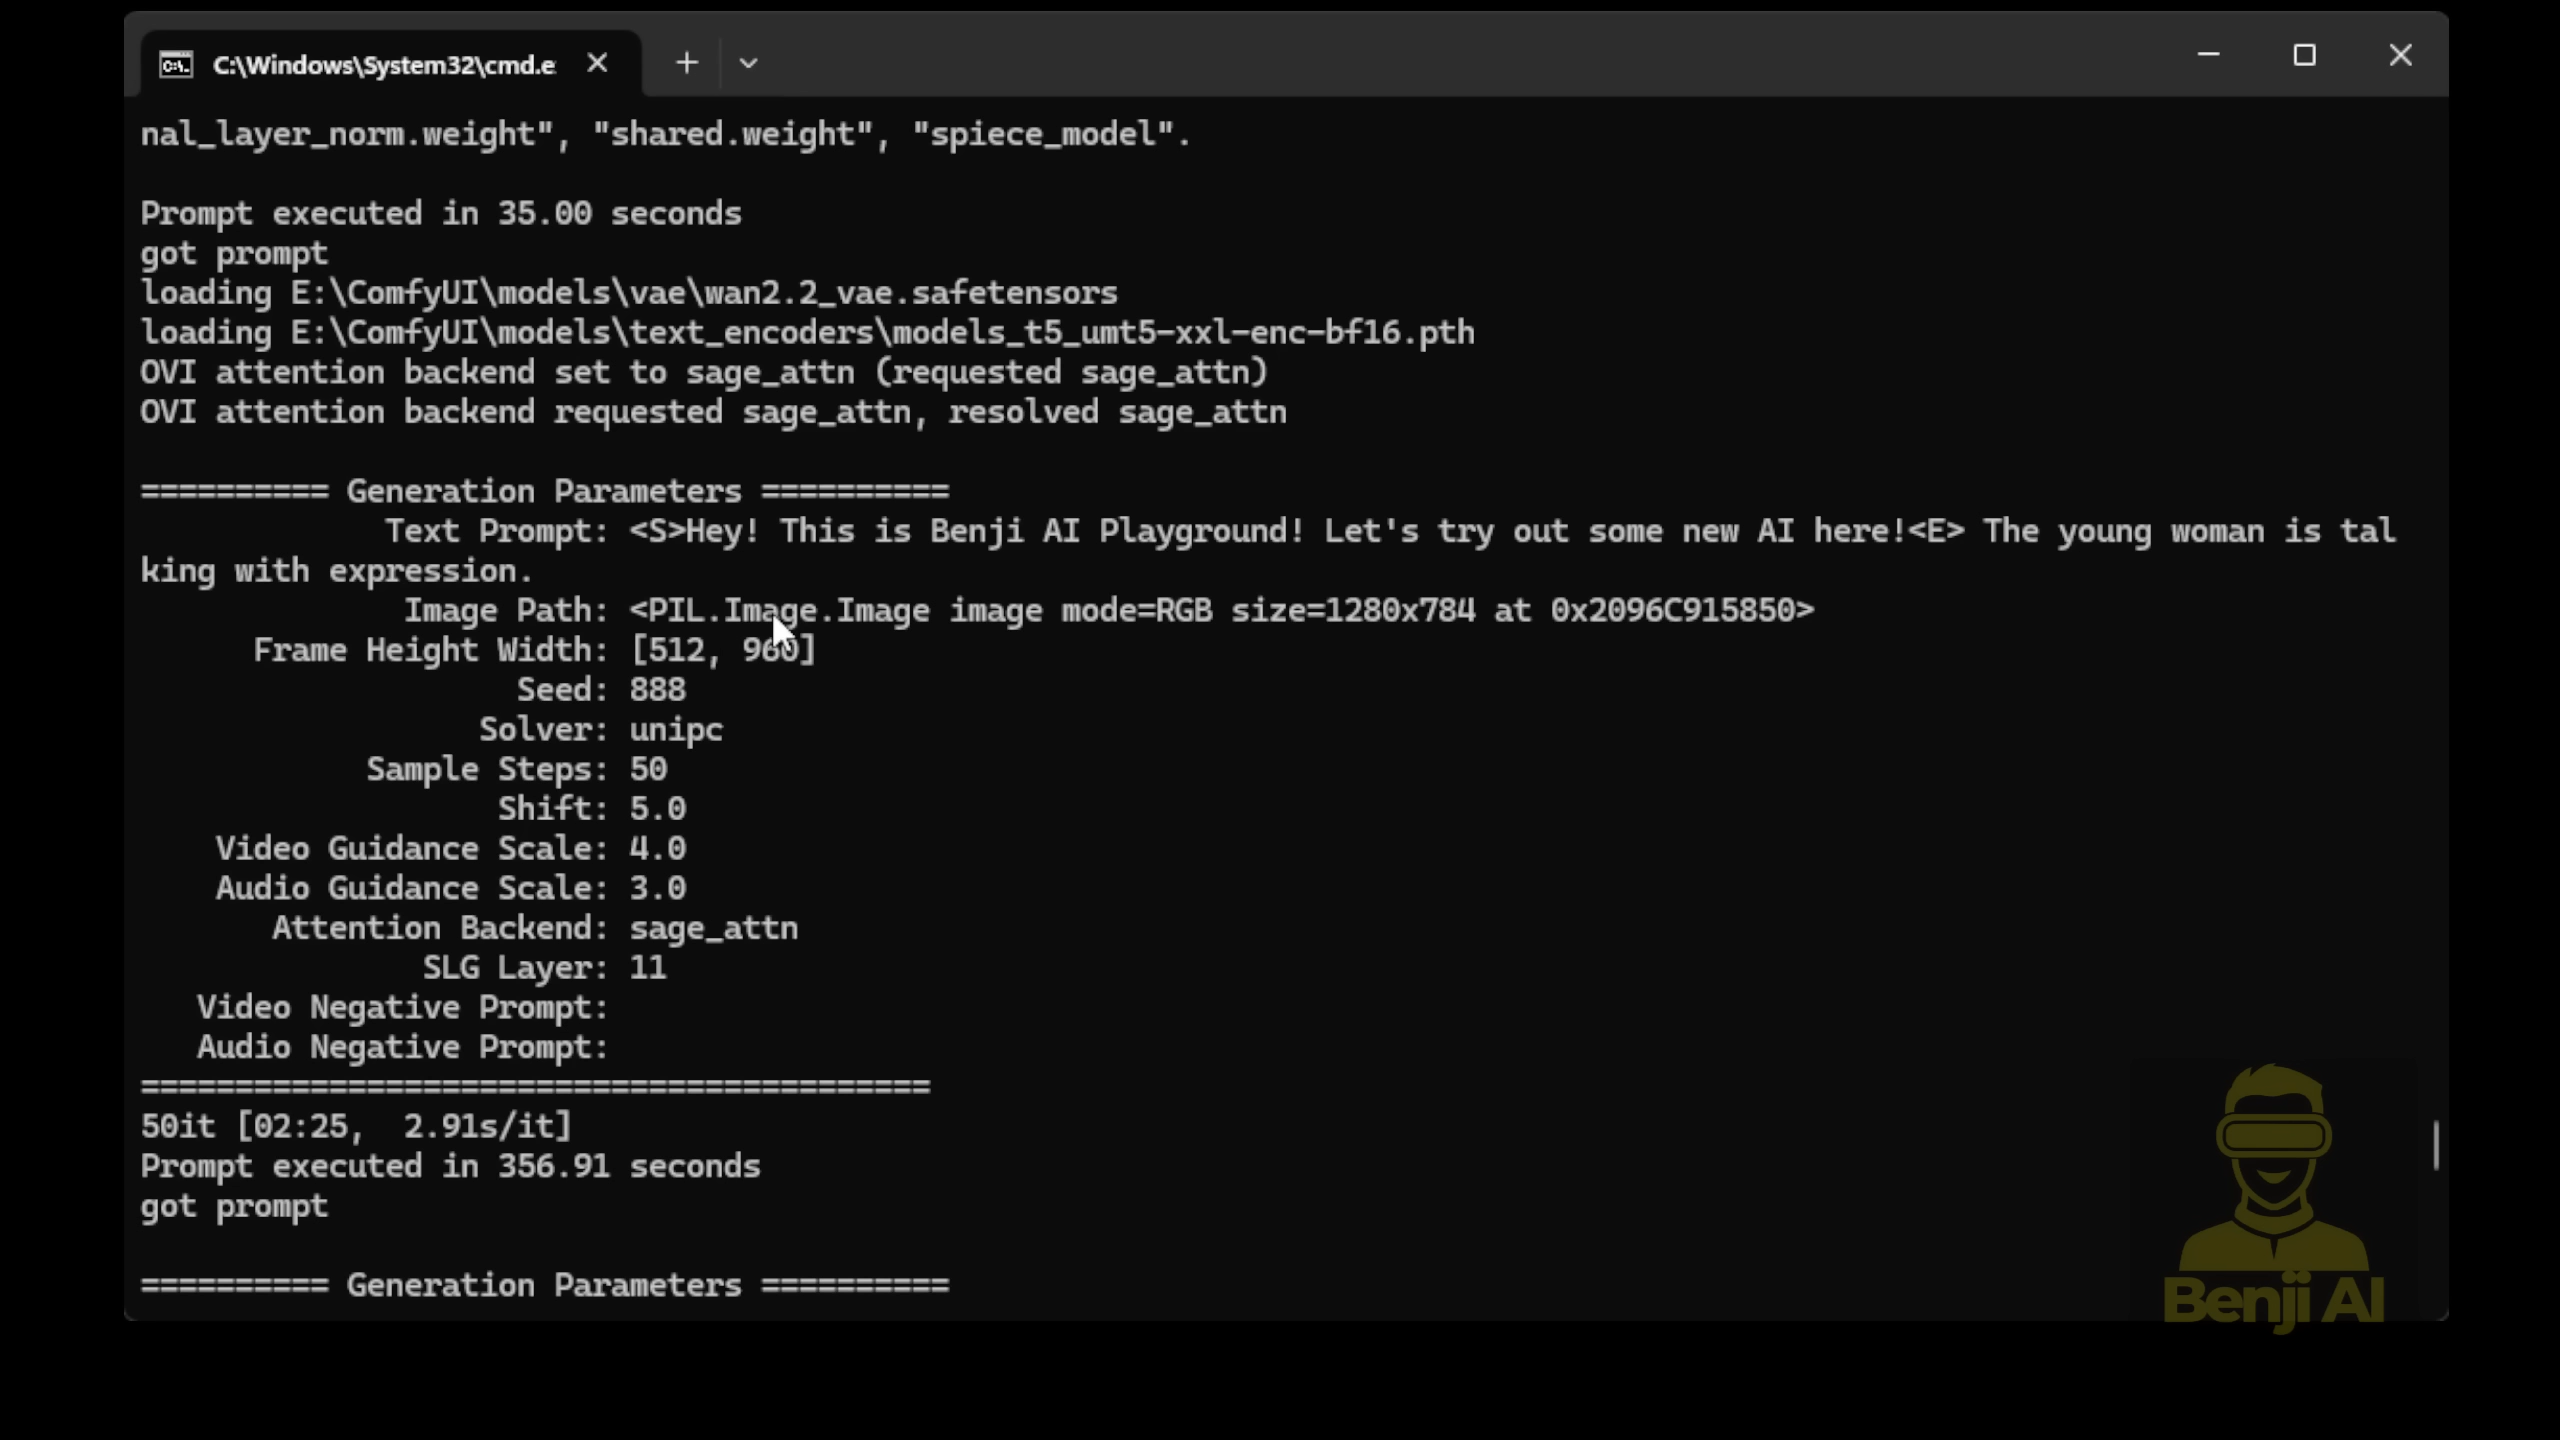 C:\Windows\System32\cmd.e
nal_layer_norm.weight", "shared.weight", "spiece_model".
Prompt executed in 35.00 seconds
got prompt
loading E:\ComfyUI\models\vae\wan2.2_vae.safetensors
loading E:\ComfyUI\models\text_encoders\models_t5_umt5-xxl-enc-bf16.pth
OVI attention backend set to sage_attn (requested sage_attn)
OVI attention backend requested sage_attn, resolved sage_attn
========== Generation Parameters ==========
Text Prompt: <S>Hey! This is Benji AI Playground! Let's try out some new AI here!<E> The young woman is tal
king with expression.
Image Path: <PIL.Image.Image image mode=RGB size=1280x784 at 0x2096C915850>
Frame Height Width: [512, 960]
Seed: 888
Solver: unipc
Sample Steps: 50
Shift: 5.0
Video Guidance Scale: 4.0
Audio Guidance Scale: 3.0
Attention Backend: sage_attn
SLG Layer: 11
Video Negative Prompt:
Audio Negative Prompt:
==========================================
50it [02:25,  2.91s/it]
Prompt executed in 356.91 seconds
got prompt
========== Generation Parameters ==========
Benji AI